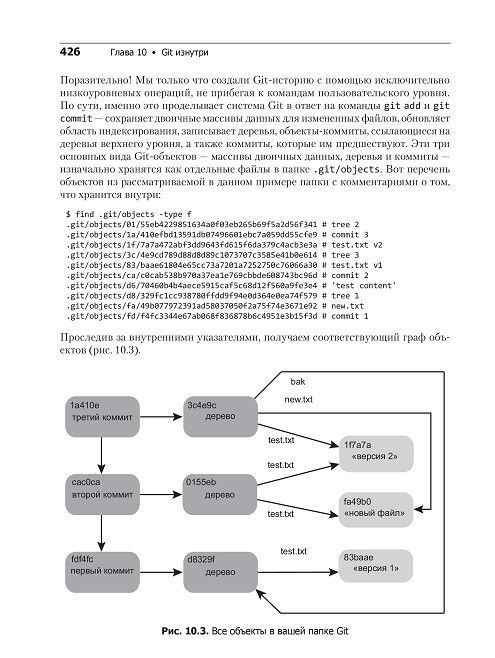 426 Глава 10 • Git изнутри
Поразительно! Мы только что создали Git-историю с помощью исключительно
низкоуровневых операций, не прибегая к командам пользовательского уровня.
По сути, именно это проделывает система Git в ответ на команды git add и git
commit — сохраняет двоичные массивы данных для измененных файлов, обновляет
область индексирования, записывает деревья, объекты-коммиты, ссылающиеся на
деревья верхнего уровня, а также коммиты, которые им предшествуют. Эти три
основных вида Git-объектов — массивы двоичных данных, деревья и коммиты —
изначально хранятся как отдельные файлы в папке .git/objects. Вот перечень
объектов из рассматриваемой в данном примере папки с комментариями о том,
что хранится внутри:
$ find .git/objects -type f
.git/objects/01/55eb4229851634a0f03eb265b69f5a2d56f341 # tree 2
.git/objects/1a/410efbd13591db07496601ebc7a059dd55cfe9 # commit 3
.git/objects/1f/7a7a472abf3dd9643fd615f6da379c4acb3e3a # test.txt v2
.git/objects/3c/4e9cd789d88d8d89c1073707c3585e41b0e614 # tree 3
.git/objects/83/baae61804e65cc73a7201a7252750c76066a30 # test.txt v1
.git/objects/ca/c0cab538b970a37ea1e769cbbde608743bc96d # commit 2
.git/objects/d6/70460b4b4aece5915caf5c68d12f560a9fe3e4 # 'test content'
.git/objects/d8/329fc1cc938780ffdd9f94e0d364e0ea74f579 # tree 1
.git/objects/fa/49b077972391ad58037050f2a75f74e3671e92 # new.txt
.git/objects/fd/f4fc3344e67ab068f836878b6c4951e3b15f3d # commit 1
Проследив за внутренними указателями, получаем соответствующий граф объ-
ектов (рис. 10.3).
bak
new.txt
1a410e
третий коммит
3c4e9c
дерево
test.txt
1f7a7a
«версия 2»
test.txt
cac0ca
второй коммит
0155eb
дерево
fa49b0
«новый файл»
test.txt
fdf4fc
первый коммит
d8329f
дерево
test.txt
83baae
«версия 1»
Рис. 10.3. Все объекты в вашей папке Git